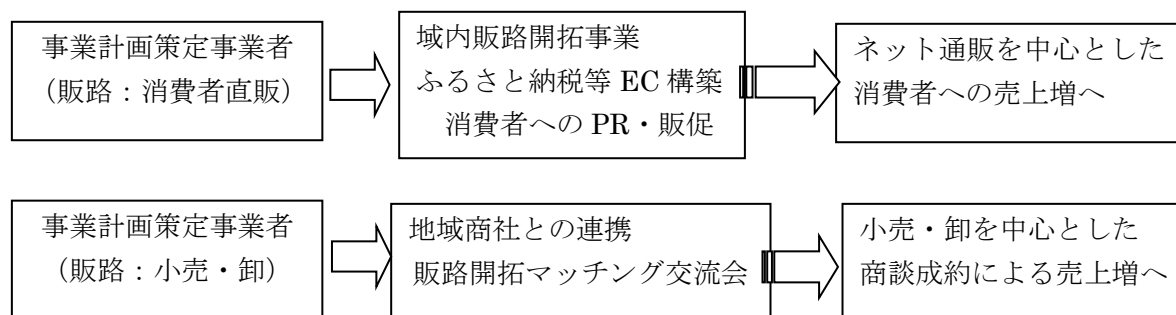 事業計画策定事業者
（販路：消費者直販）
域内販路開拓事業
ふるさと納税等 EC 構築
消費者への PR・販促
ネット通販を中心とした
消費者への売上増へ
事業計画策定事業者
（販路：小売・卸）
地域商社との連携
販路開拓マッチング交流会
小売・卸を中心とした
商談成約による売上増へ